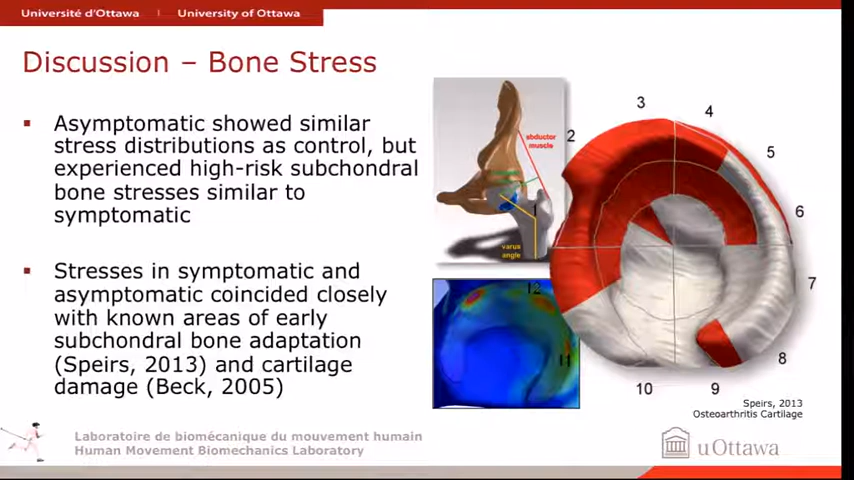 Université d'Ottawa | University of Ottawa
Discussion – Bone Stress
▪ Asymptomatic showed similar
stress distributions as control, but
experienced high-risk subchondral
bone stresses similar to
symptomatic
▪ Stresses in symptomatic and
asymptomatic coincided closely
with known areas of early
subchondral bone adaptation
(Speirs, 2013) and cartilage
damage (Beck, 2005)
abductor
muscle
varus
angle
1
2
3
4
5
6
7
8
9
10
11
12
Speirs, 2013
Osteoarthritis Cartilage
Laboratoire de biomécanique du mouvement humain
Human Movement Biomechanics Laboratory
uOttawa